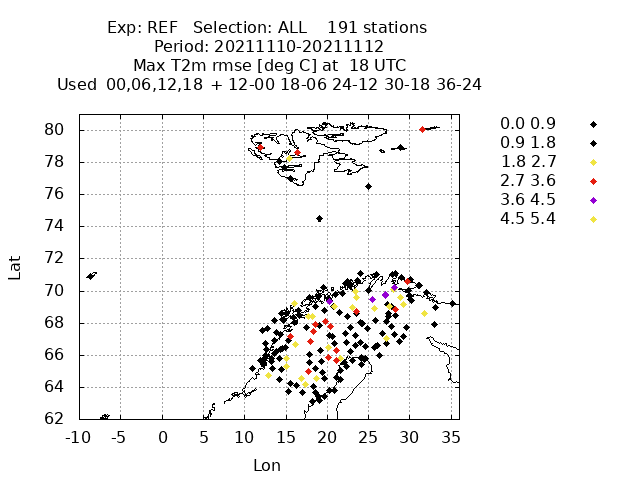 Exp: REF   Selection: ALL    191 stations
Period: 20211110-20211112
Max T2m rmse [deg C] at  18 UTC
Used  00,06,12,18  + 12-00 18-06 24-12 30-18 36-24
0.0 0.9
0.9 1.8
1.8 2.7
2.7 3.6
3.6 4.5
4.5 5.4
Lat
80
78
76
74
72
70
68
66
64
62
-10 -5 0 5 10 15 20 25 30 35
Lon